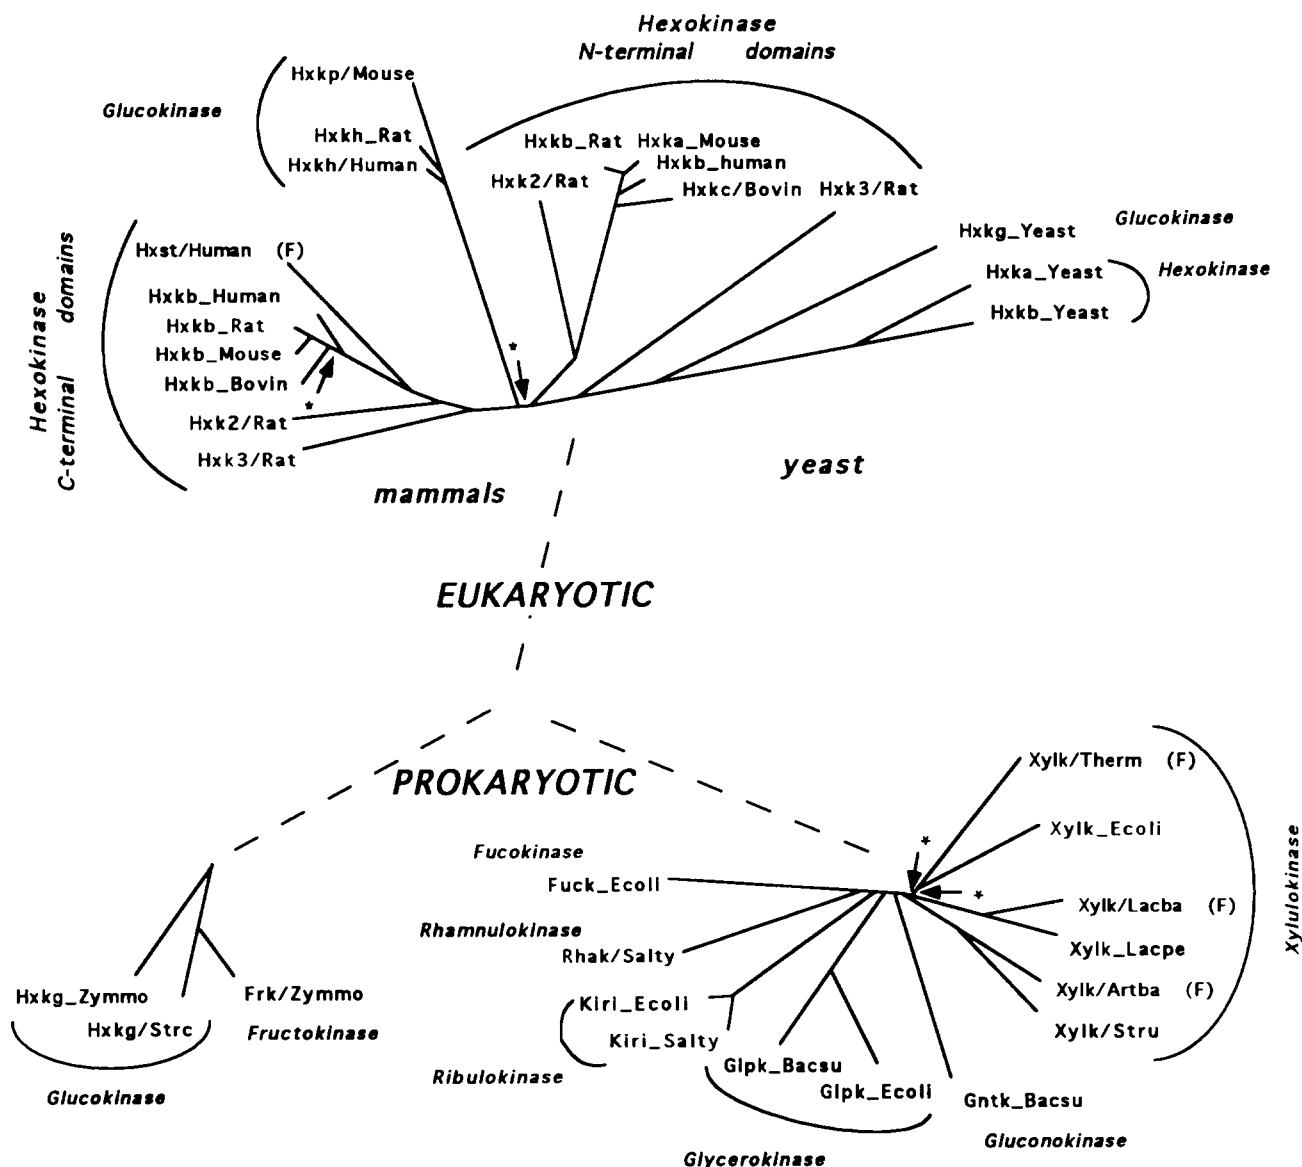 Hexokinase
N-terminal domains
Hxkp/Mouse
Glucokinase
Hxkh_Rat
Hxkh/Human
Hxkb_Rat Hxka_Mouse
Hxkb_human
Hxk2/Rat
Hxkc/Bovin Hxk3/Rat
Hxkg_Yeast Glucokinase
Hxka_Yeast Hexokinase
Hxkb_Yeast
Hexokinase
C-terminal domains
Hxst/Human (F)
Hxkb_Human
Hxkb_Rat
Hxkb_Mouse
Hxkb_Bovin
*
*
Hxk2/Rat
Hxk3/Rat
mammals
yeast
EUKARYOTIC
PROKARYOTIC
Hxkg_Zymmo
Hxkg/Strc
Glucokinase
Frk/Zymmo
Fructokinase
Fucokinase
Fuck_Ecoli
Rhamnulokinase
Rhak/Salty
Kiri_Ecoli
Kiri_Salty
Ribulokinase
Glpk_Bacsu
Glpk_Ecoli
Glycerokinase
Gntk_Bacsu
Gluconokinase
*
*
Xylk/Therm (F)
Xylk_Ecoli
Xylk/Lacba (F)
Xylk_Lacpe
Xylk/Artba (F)
Xylk/Stru
Xylulokinase